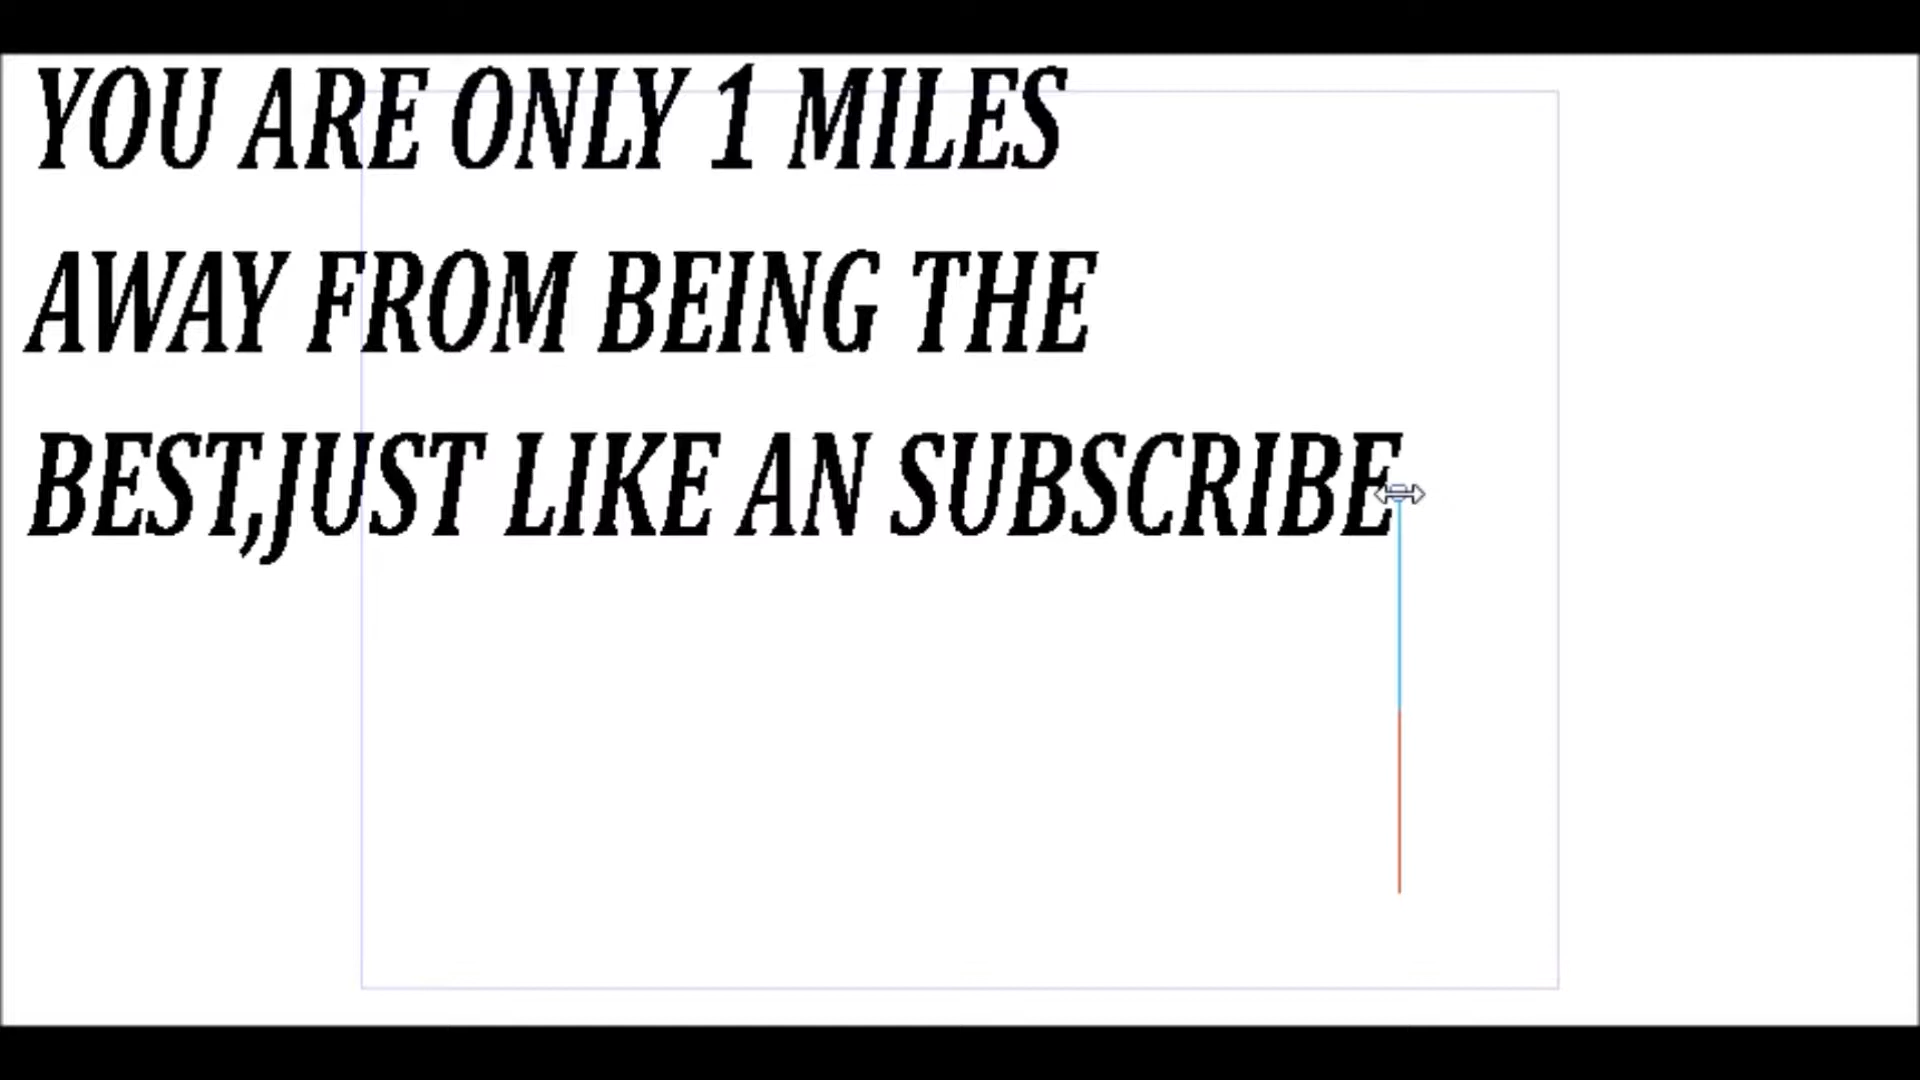 YOU ARE ONLY 1 MILES
AWAY FROM BEING THE
BEST,JUST LIKE AN SUBSCRIBE